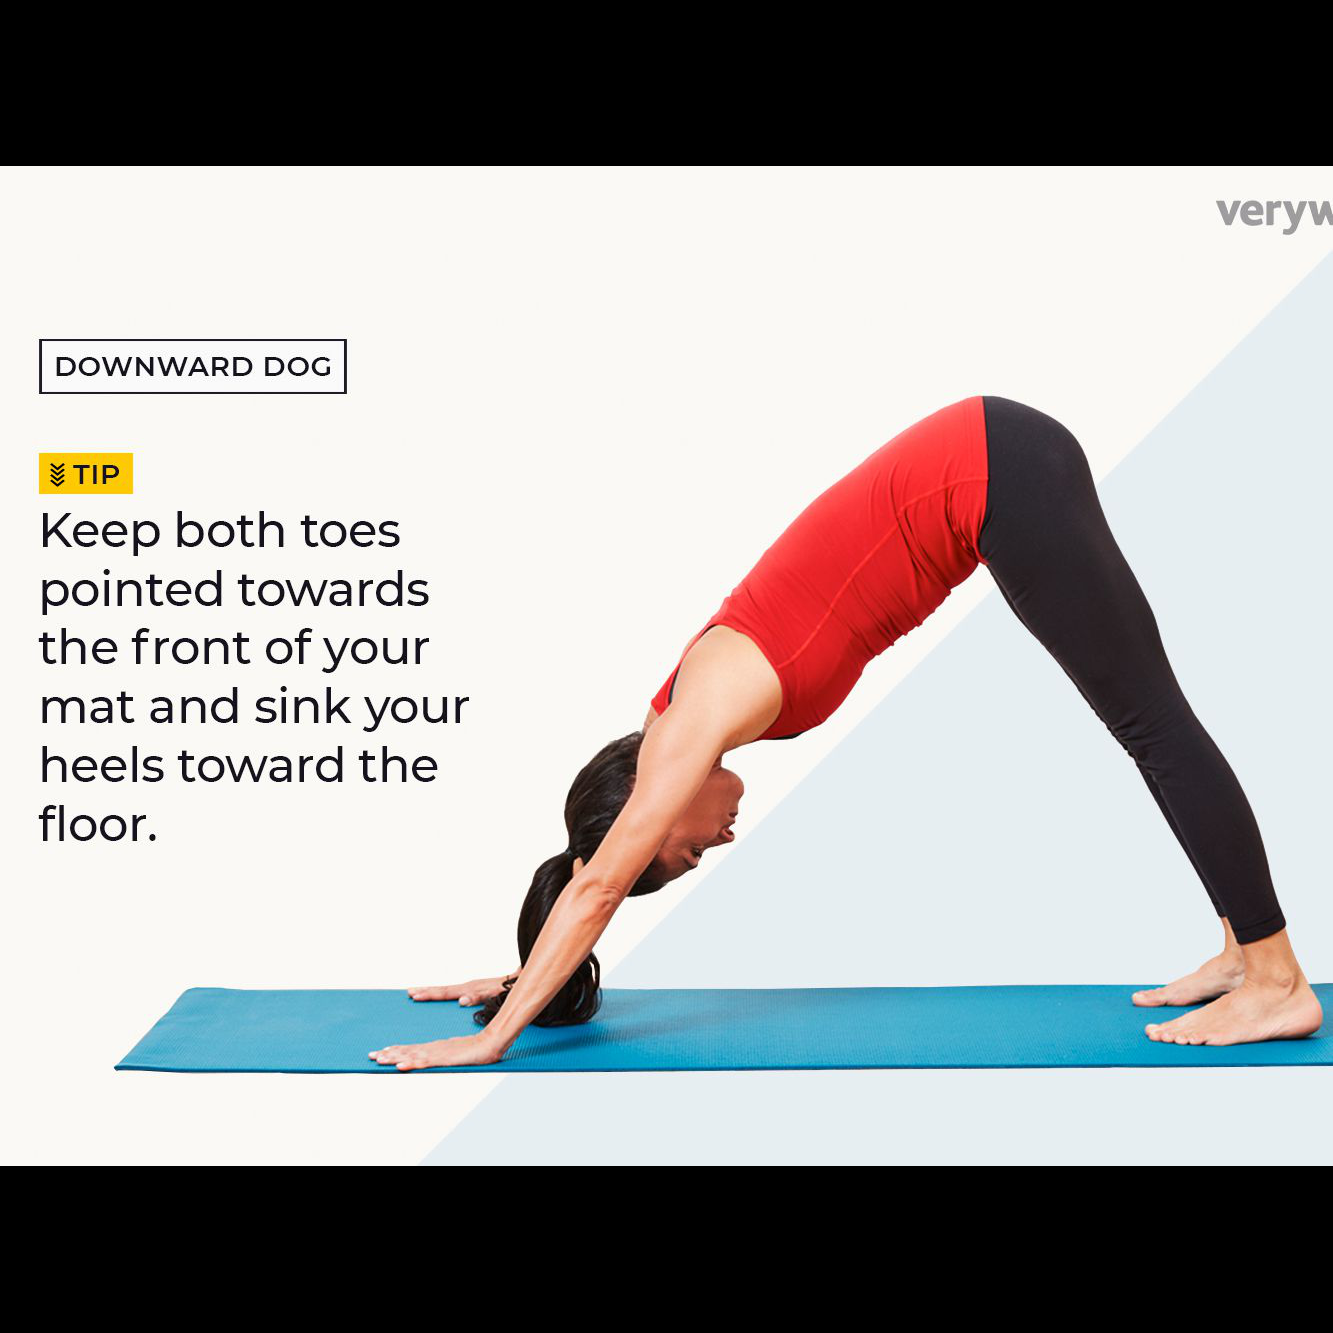 veryw
DOWNWARD DOG
TIP
Keep both toes
pointed towards
the front of your
mat and sink your
heels toward the
floor.